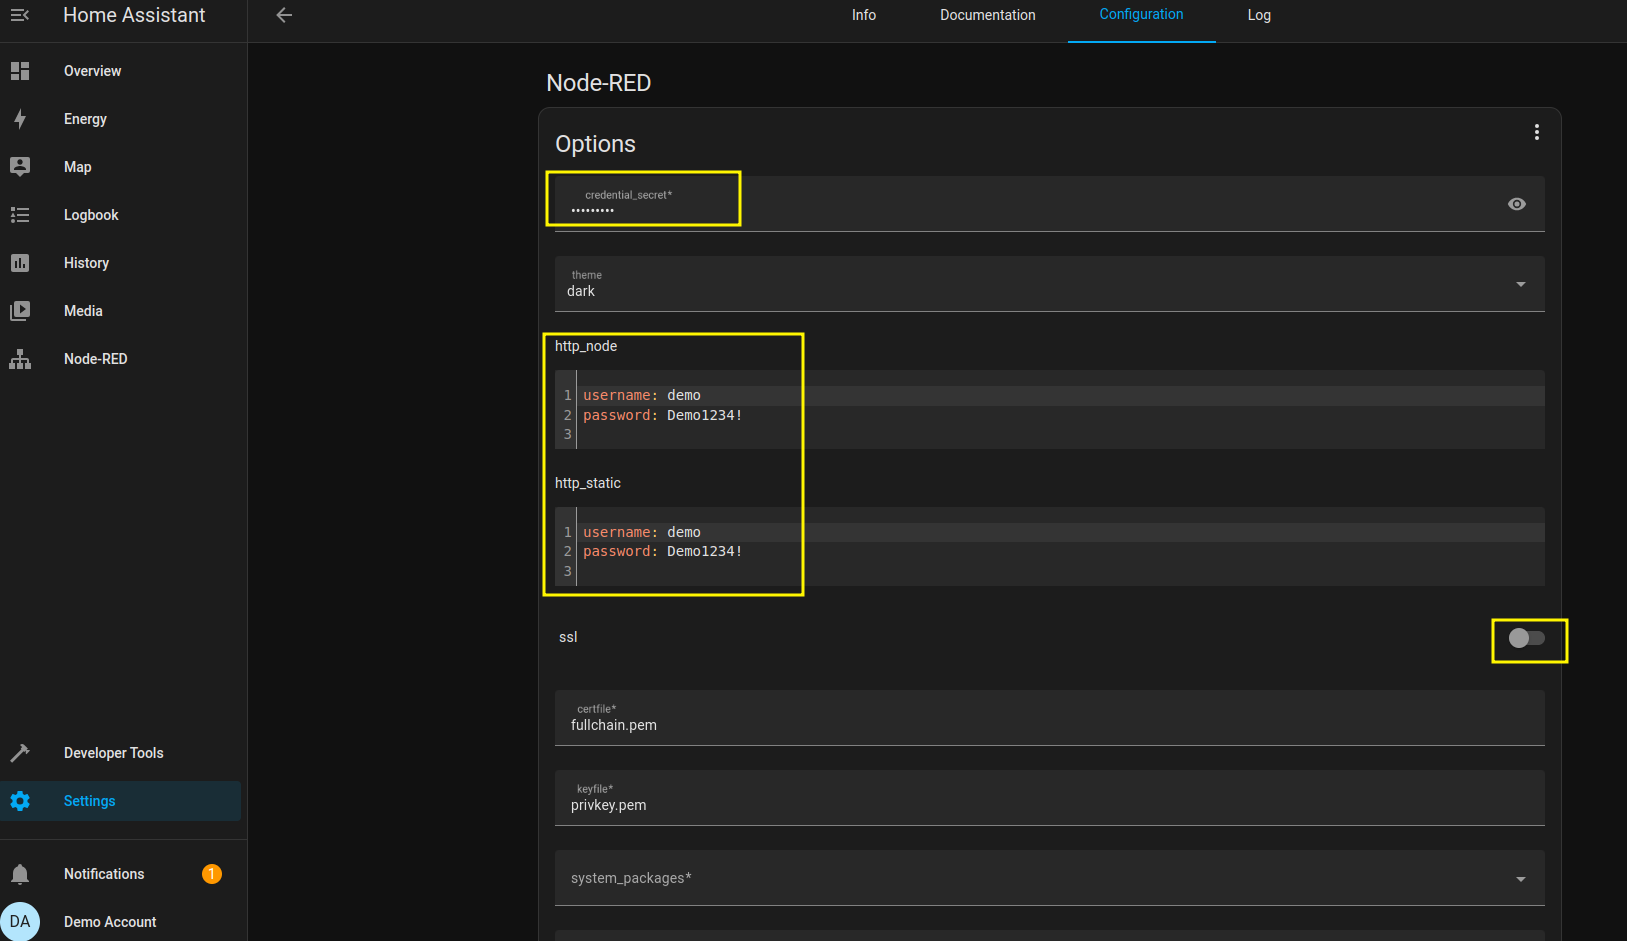 Home Assistant
Info
Documentation
Configuration
Log
Overview
Energy
Map
Logbook
History
Media
Node-RED
Developer Tools
Settings
Notifications
1
DA
Demo Account
Node-RED
Options
credential_secret*
•••••••••
theme
dark
http_node
1 username: demo
2 password: Demo1234!
3
http_static
1 username: demo
2 password: Demo1234!
3
ssl
certfile*
fullchain.pem
keyfile*
privkey.pem
system_packages*